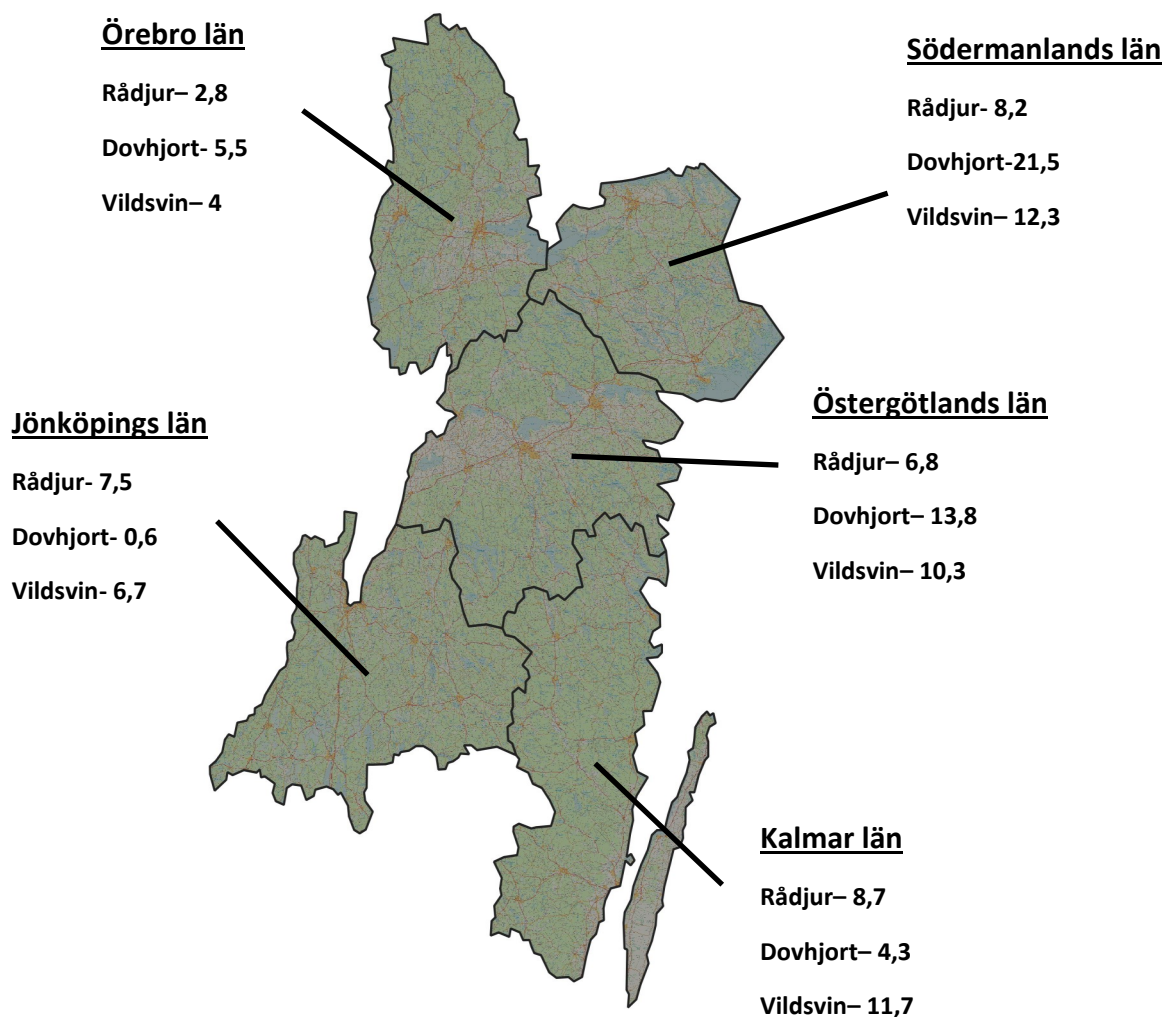 Örebro län
Rådjur– 2,8
Dovhjort- 5,5
Vildsvin– 4
Södermanlands län
Rådjur- 8,2
Dovhjort-21,5
Vildsvin– 12,3
Jönköpings län
Rådjur- 7,5
Dovhjort- 0,6
Vildsvin- 6,7
Östergötlands län
Rådjur– 6,8
Dovhjort– 13,8
Vildsvin– 10,3
Kalmar län
Rådjur– 8,7
Dovhjort– 4,3
Vildsvin– 11,7